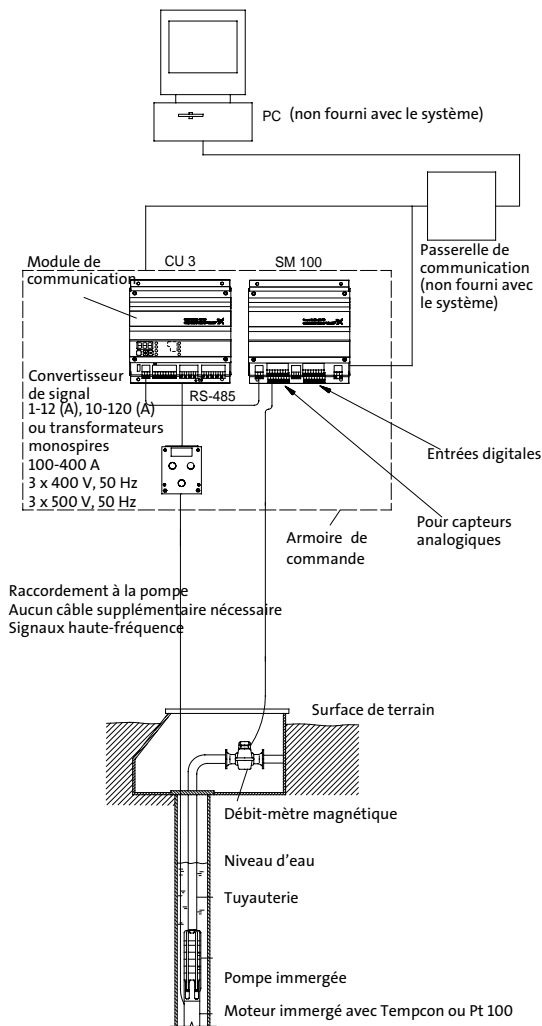 PC (non fourni avec le système)
CU 3
SM 100
Module de
communication
Passerelle de
communication
(non fourni avec
le système)
Convertisseur
de signal
1-12 (A), 10-120 (A)
ou transformateurs
monospires
100-400 A
3 x 400 V, 50 Hz
3 x 500 V, 50 Hz
RS-485
Entrées digitales
Pour capteurs
analogiques
Armoire de
commande
Raccordement à la pompe
Aucun câble supplémentaire nécessaire
Signaux haute-fréquence
Surface de terrain
Débit-mètre magnétique
Niveau d'eau
Tuyauterie
Pompe immergée
Moteur immergé avec Tempcon ou Pt 100